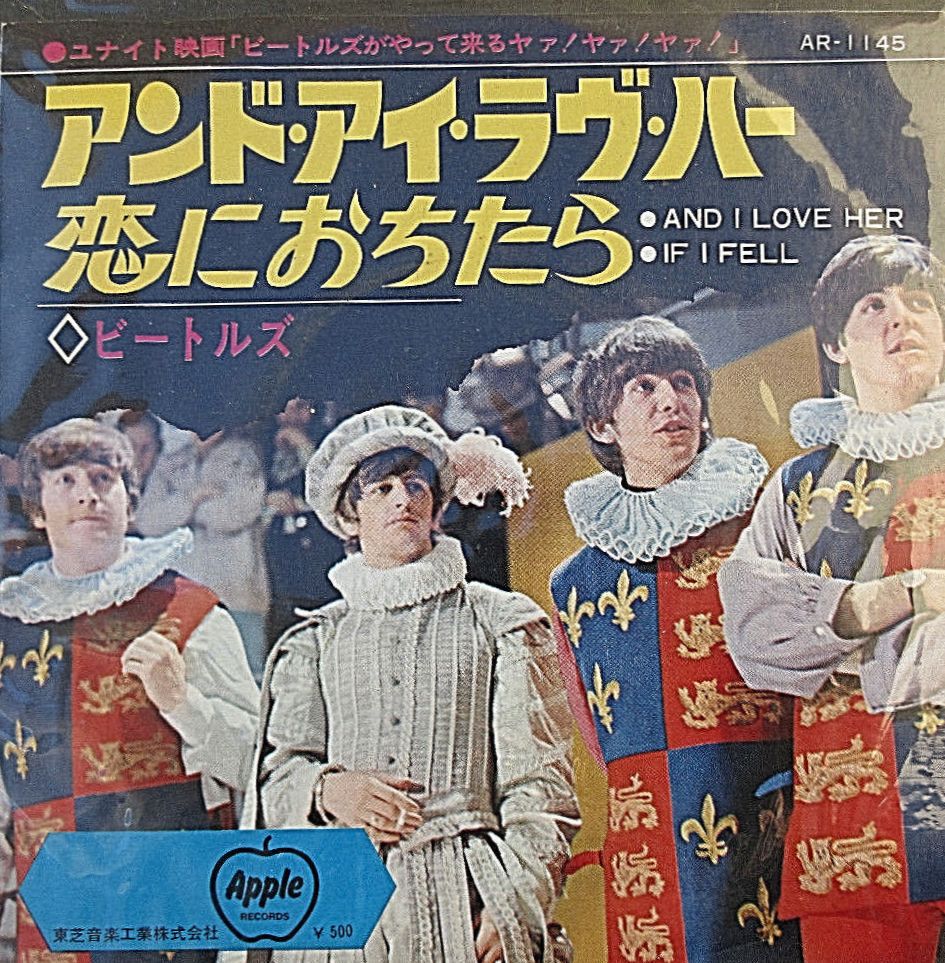 ●ユナイト映画「ビートルズがやって来るヤァ!ヤァ!ヤァ!」 AR-1145
アンド・アイ・ラヴ・ハー
恋におちたら
●AND I LOVE HER
●IF I FELL
◇ビートルズ
Apple
RECORDS
東芝音楽工業株式会社 ¥500